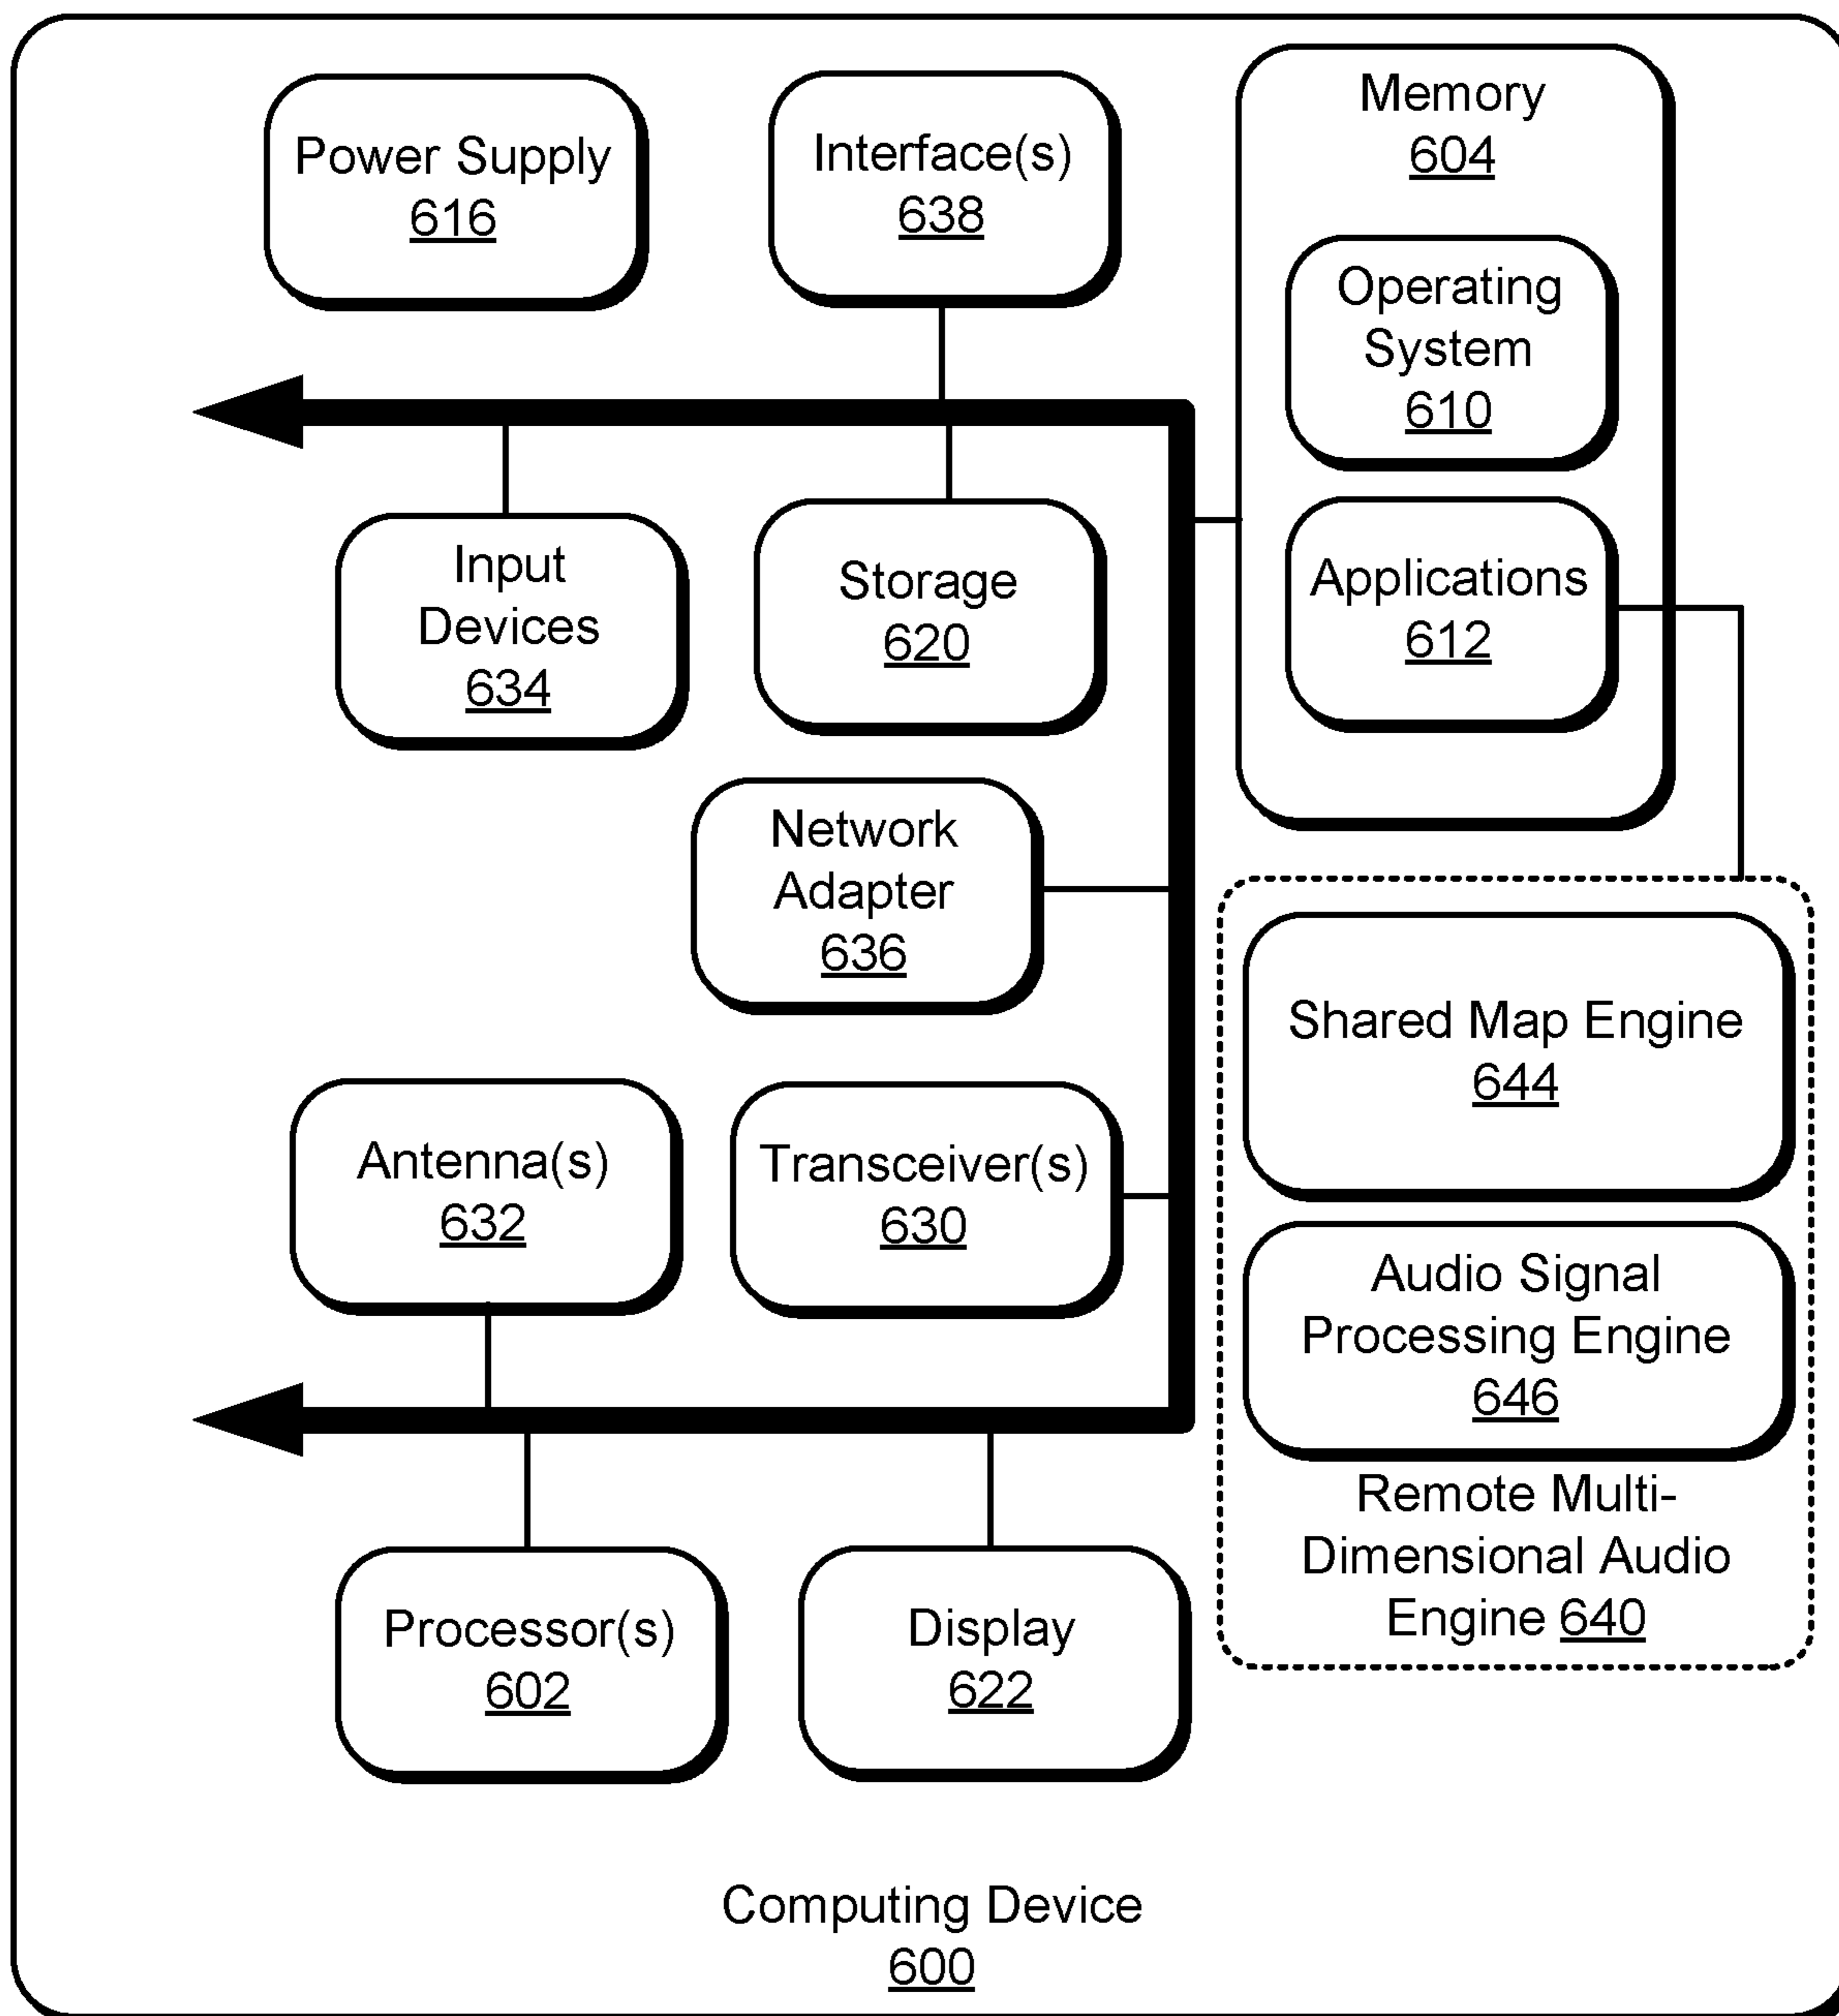 Power Supply
616
Interface(s)
638
Memory
604
Operating
System
610
Applications
612
Input
Devices
634
Storage
620
Network
Adapter
636
Antenna(s)
632
Transceiver(s)
630
Shared Map Engine
644
Audio Signal
Processing Engine
646
Remote Multi-
Dimensional Audio
Engine 640
Processor(s)
602
Display
622
Computing Device
600